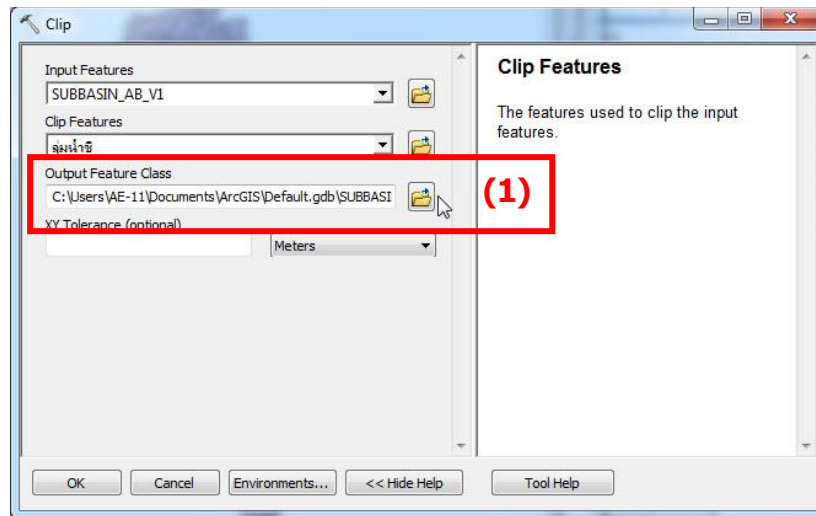 Clip
Input Features
SUBBASIN_AB_V1
Clip Features
ลุ่มน้ำชี
Output Feature Class
C:\Users\AE-11\Documents\ArcGIS\Default.gdb\SUBBASI
(1)
XY Tolerance (optional)
Meters
Clip Features
The features used to clip the input
features.
OK
Cancel
Environments...
<< Hide Help
Tool Help